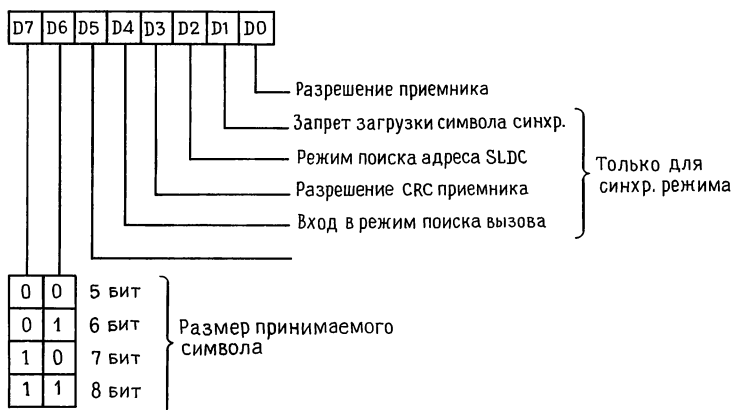 D7 D6 D5 D4 D3 D2 D1 D0
Разрешение приемника
Запрет загрузки символа синхр.
Режим поиска адреса SLDC
Разрешение CRC приемника
Вход в режим поиска вызова
Только для
синхр. режима
0 0 5 бит
0 1 6 бит
1 0 7 бит
1 1 8 бит
Размер принимаемого
символа